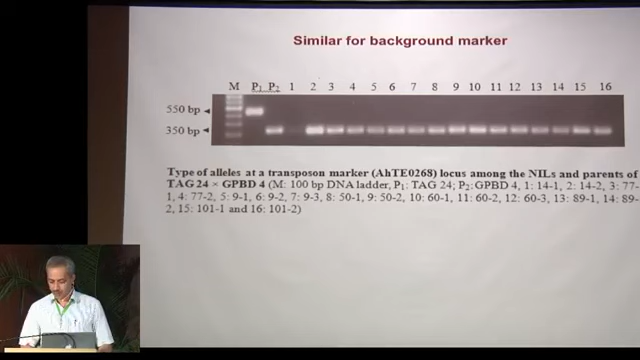 Similar for background marker
M P₁ P₂ 1 2 3 4 5 6 7 8 9 10 11 12 13 14 15 16
550 bp
350 bp
Type of alleles at a transposon marker (AhTE0268) locus among the NILs and parents of
TAG 24 × GPBD 4 (M: 100 bp DNA ladder, P₁: TAG 24; P₂: GPBD 4, 1: 14-1, 2: 14-2, 3: 77-
1, 4: 77-2, 5: 9-1, 6: 9-2, 7: 9-3, 8: 50-1, 9: 50-2, 10: 60-1, 11: 60-2, 12: 60-3, 13: 89-1, 14: 89-
2, 15: 101-1 and 16: 101-2)